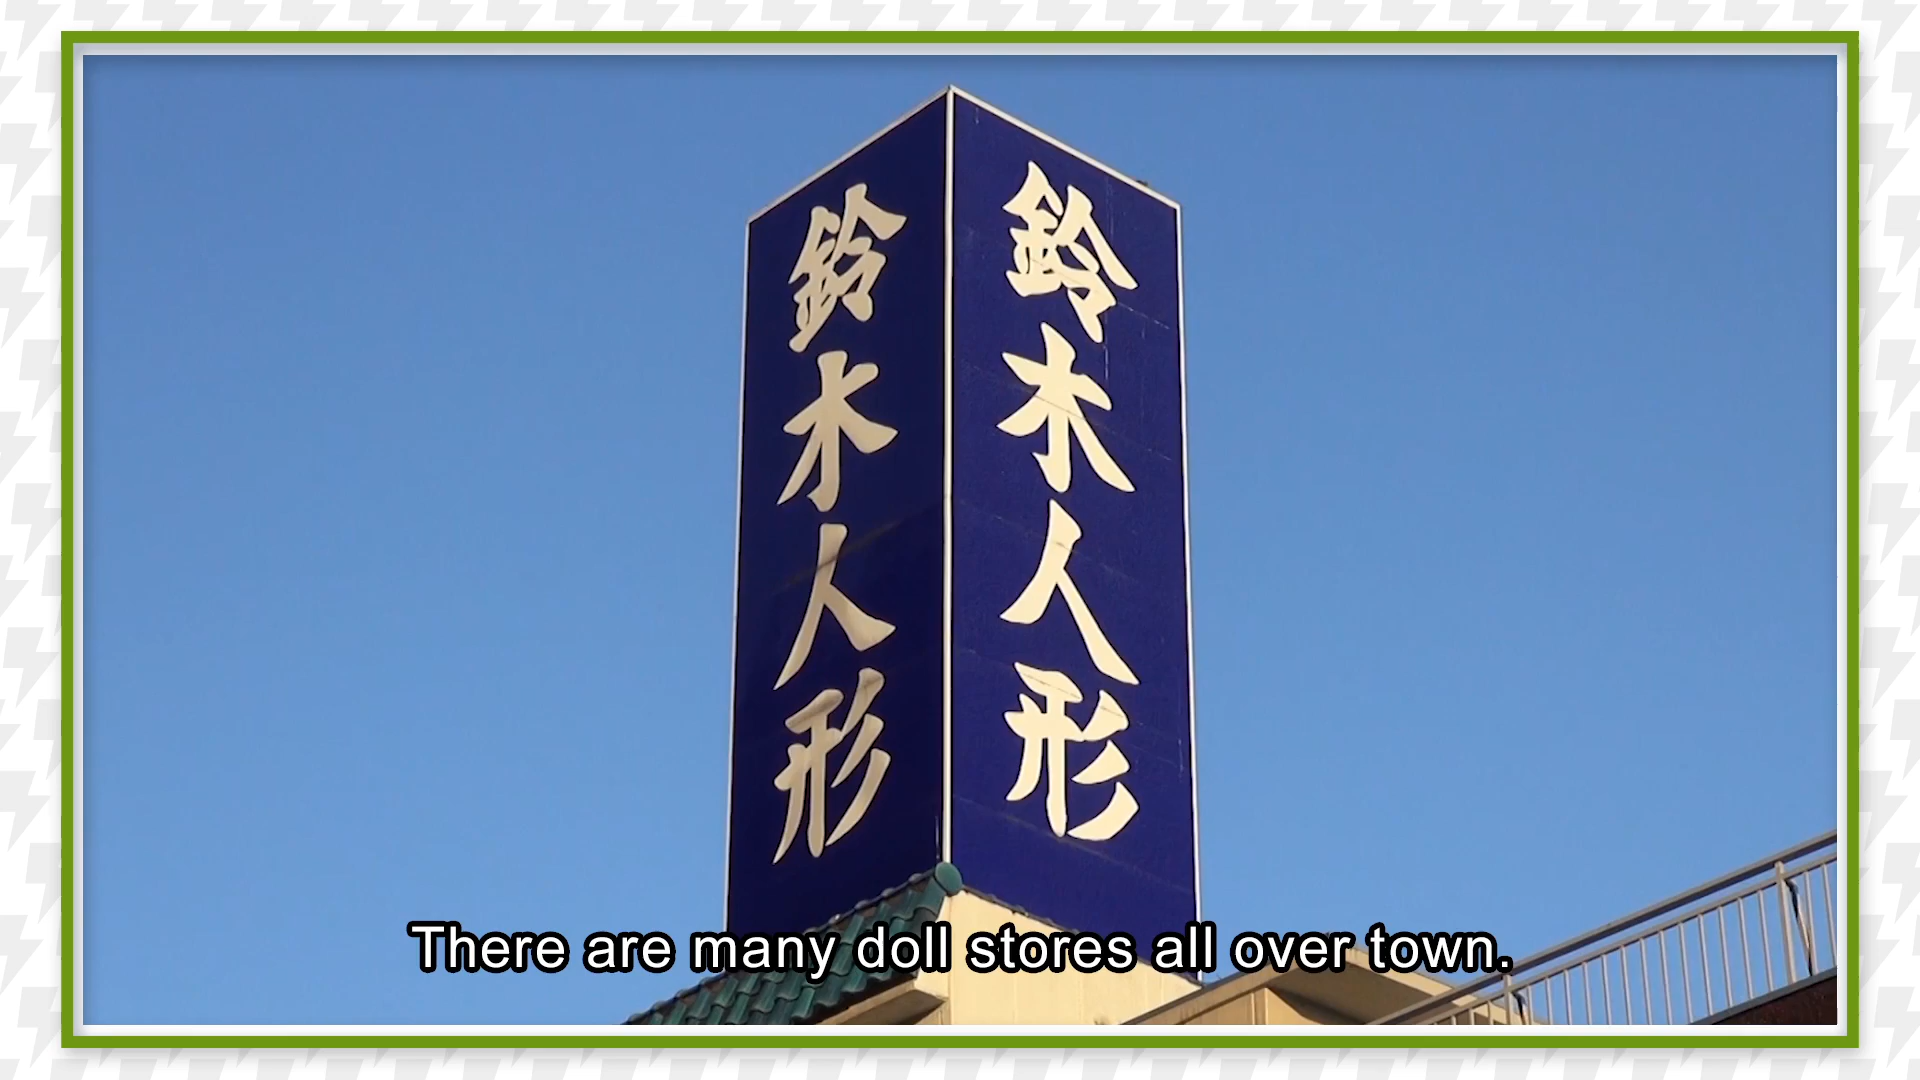 鈴木人形
鈴木人形
There are many doll stores all over town.